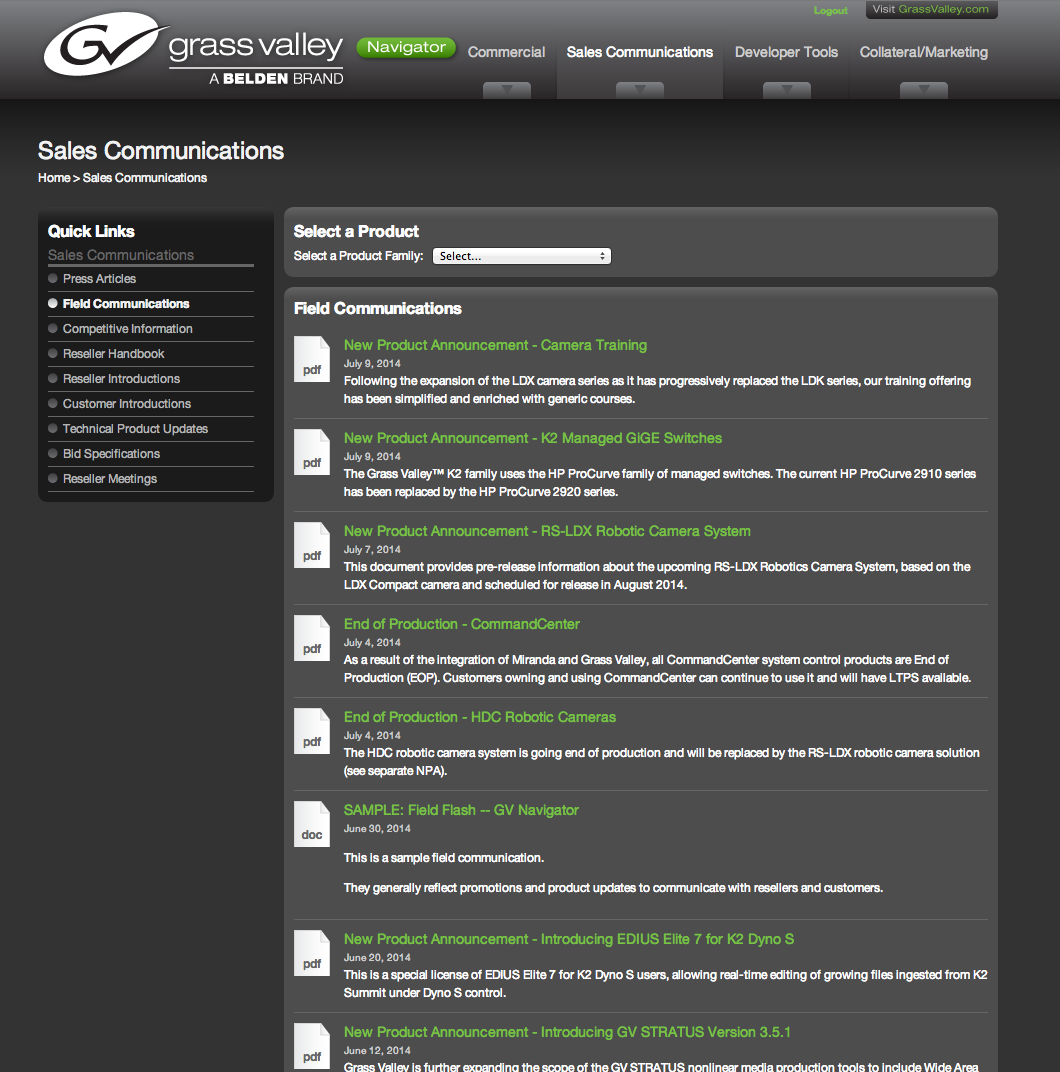 Logout
Visit GrassValley.com
GV
grass valley
A BELDEN BRAND
Navigator
Commercial
Sales Communications
Developer Tools
Collateral/Marketing
Sales Communications
Home > Sales Communications
Quick Links
Sales Communications
Press Articles
Field Communications
Competitive Information
Reseller Handbook
Reseller Introductions
Customer Introductions
Technical Product Updates
Bid Specifications
Reseller Meetings
Select a Product
Select a Product Family: Select...
Field Communications
pdf
New Product Announcement - Camera Training
July 9, 2014
Following the expansion of the LDX camera series as it has progressively replaced the LDK series, our training offering
has been simplified and enriched with generic courses.
pdf
New Product Announcement - K2 Managed GiGE Switches
July 9, 2014
The Grass Valley™ K2 family uses the HP ProCurve family of managed switches. The current HP ProCurve 2910 series
has been replaced by the HP ProCurve 2920 series.
pdf
New Product Announcement - RS-LDX Robotic Camera System
July 7, 2014
This document provides pre-release information about the upcoming RS-LDX Robotics Camera System, based on the
LDX Compact camera and scheduled for release in August 2014.
pdf
End of Production - CommandCenter
July 4, 2014
As a result of the integration of Miranda and Grass Valley, all CommandCenter system control products are End of
Production (EOP). Customers owning and using CommandCenter can continue to use it and will have LTPS available.
pdf
End of Production - HDC Robotic Cameras
July 4, 2014
The HDC robotic camera system is going end of production and will be replaced by the RS-LDX robotic camera solution
(see separate NPA).
doc
SAMPLE: Field Flash -- GV Navigator
June 30, 2014
This is a sample field communication.
They generally reflect promotions and product updates to communicate with resellers and customers.
pdf
New Product Announcement - Introducing EDIUS Elite 7 for K2 Dyno S
June 20, 2014
This is a special license of EDIUS Elite 7 for K2 Dyno S users, allowing real-time editing of growing files ingested from K2
Summit under Dyno S control.
pdf
New Product Announcement - Introducing GV STRATUS Version 3.5.1
June 12, 2014
Grass Valley is further expanding the scope of the GV STRATUS nonlinear media production tools to include Wide Area